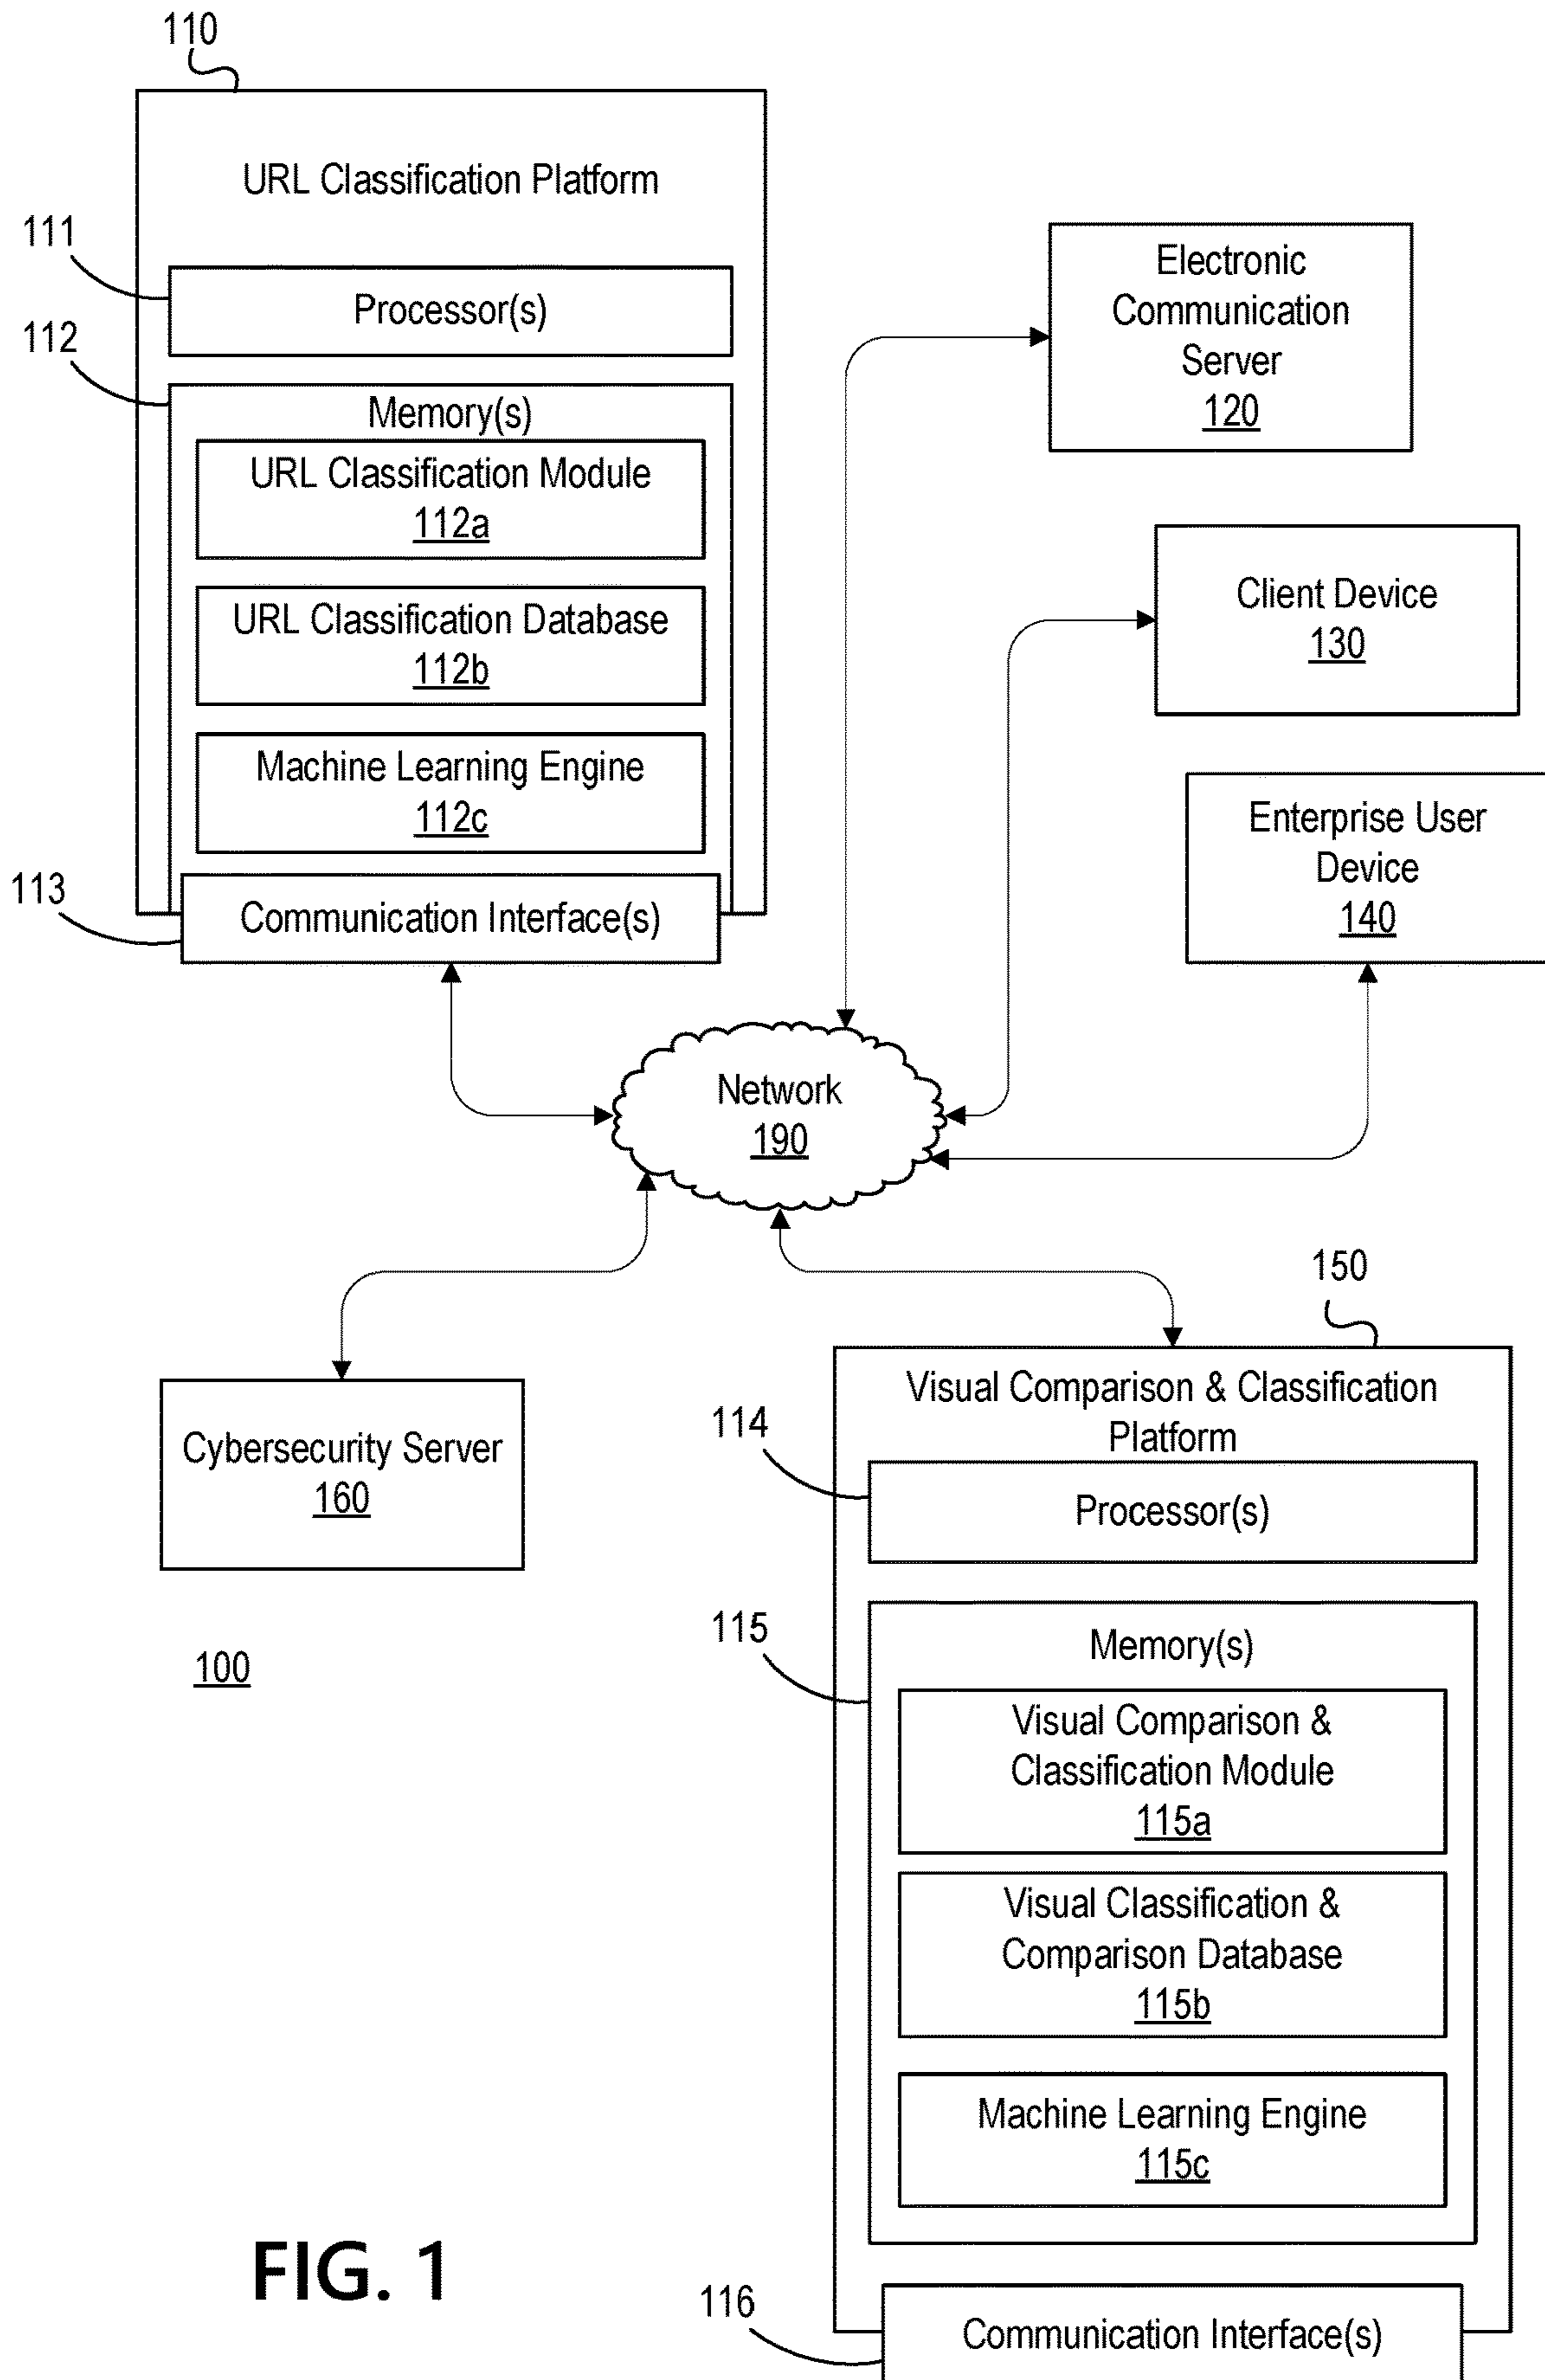 110
URL Classification Platform
111
Processor(s)
112
Memory(s)
URL Classification Module
112a
URL Classification Database
112b
Machine Learning Engine
112c
113
Communication Interface(s)
Electronic
Communication
Server
120
Client Device
130
Enterprise User
Device
140
Network
190
Cybersecurity Server
160
100
150
Visual Comparison & Classification
Platform
114
Processor(s)
115
Memory(s)
Visual Comparison &
Classification Module
115a
Visual Classification &
Comparison Database
115b
Machine Learning Engine
115c
116
Communication Interface(s)
FIG. 1